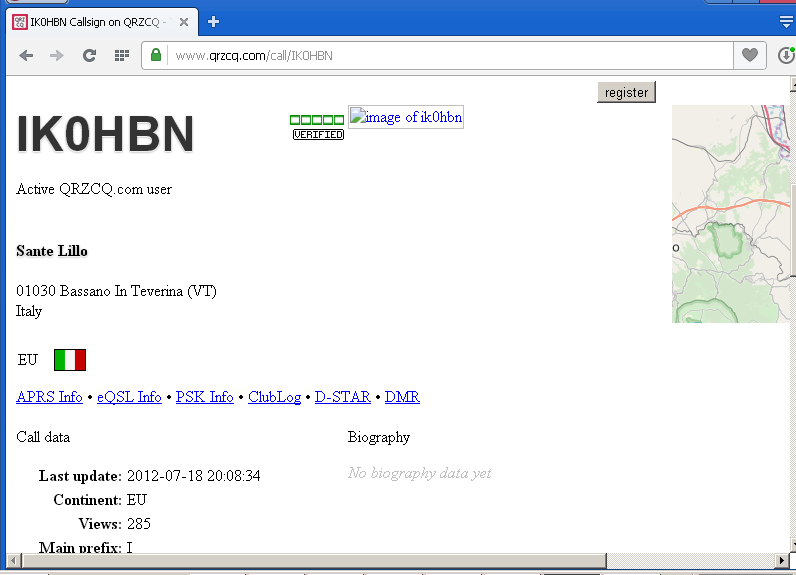 IK0HBN Callsign on QRZCQ -
www.qrzcq.com/call/IK0HBN
register
IK0HBN
VERIFIED
image of ik0hbn
Active QRZCQ.com user
Sante Lillo
01030 Bassano In Teverina (VT)
Italy
EU
APRS Info • eQSL Info • PSK Info • ClubLog • D-STAR • DMR
Call data
Biography
Last update: 2012-07-18 20:08:34
No biography data yet
Continent: EU
Views: 285
Main prefix: I
o